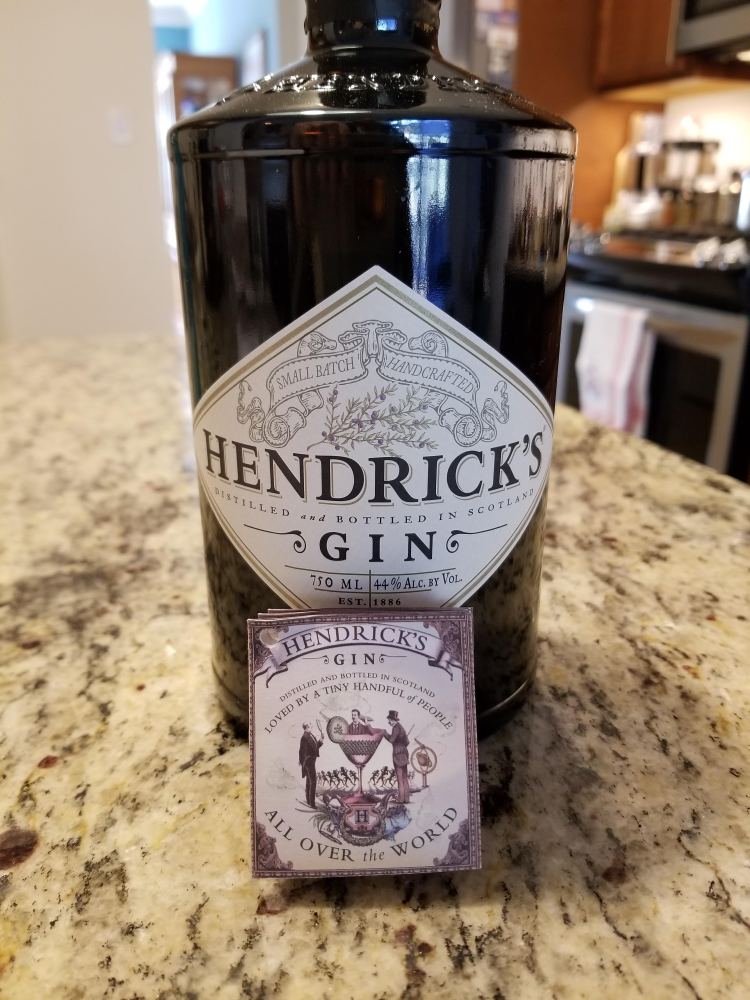 SMALL BATCH HANDCRAFTED
HENDRICK'S
DISTILLED and BOTTLED IN SCOTLAND
GIN
750 ML 44% ALC. BY VOL.
EST. 1886
HENDRICK'S
GIN
DISTILLED AND BOTTLED IN SCOTLAND
LOVED BY A TINY HANDFUL of PEOPLE
H
ALL OVER the WORLD